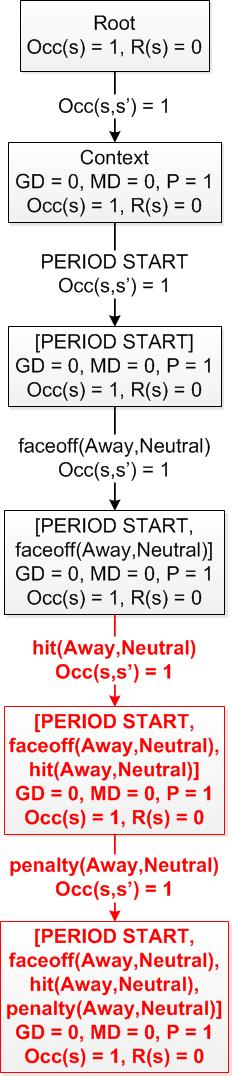 Root
Occ(s) = 1, R(s) = 0
Occ(s,s’) = 1
Context
GD = 0, MD = 0, P = 1
Occ(s) = 1, R(s) = 0
PERIOD START
Occ(s,s’) = 1
[PERIOD START]
GD = 0, MD = 0, P = 1
Occ(s) = 1, R(s) = 0
faceoff(Away,Neutral)
Occ(s,s’) = 1
[PERIOD START,
faceoff(Away,Neutral)]
GD = 0, MD = 0, P = 1
Occ(s) = 1, R(s) = 0
hit(Away,Neutral)
Occ(s,s’) = 1
[PERIOD START,
faceoff(Away,Neutral),
hit(Away,Neutral)]
GD = 0, MD = 0, P = 1
Occ(s) = 1, R(s) = 0
penalty(Away,Neutral)
Occ(s,s’) = 1
[PERIOD START,
faceoff(Away,Neutral),
hit(Away,Neutral),
penalty(Away,Neutral)]
GD = 0, MD = 0, P = 1
Occ(s) = 1, R(s) = 0